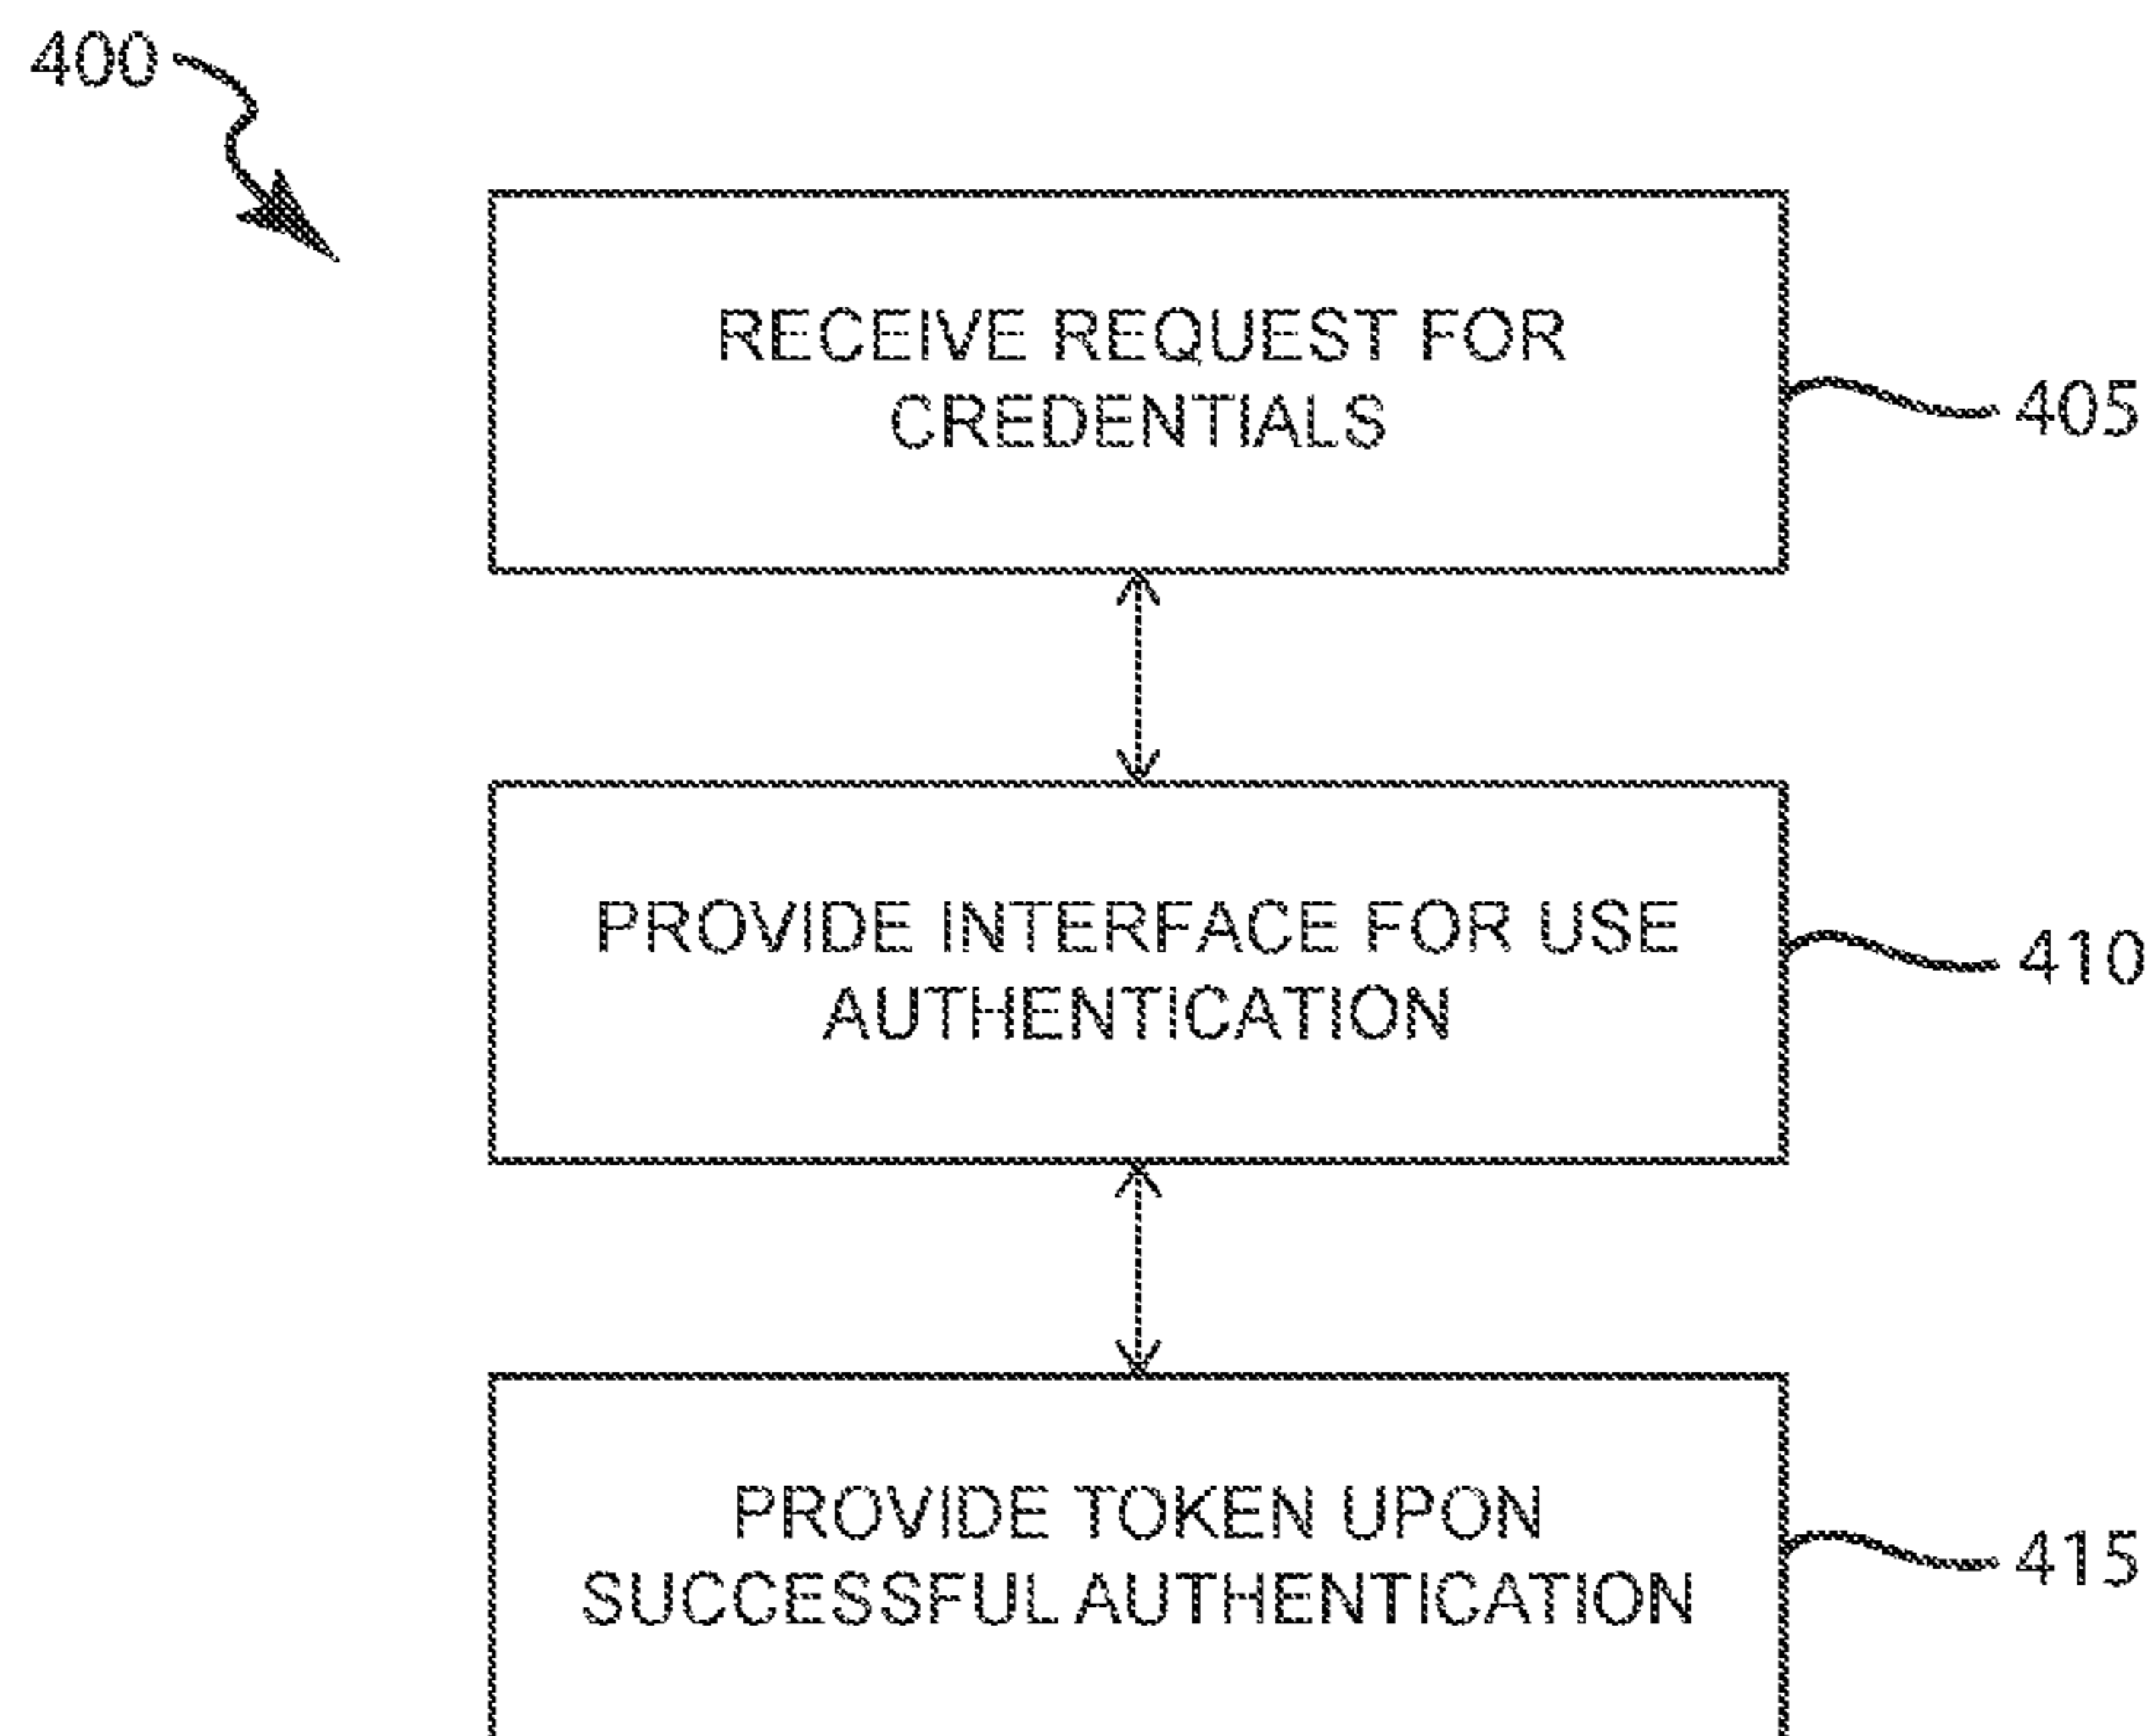 400
RECEIVE REQUEST FOR
CREDENTIALS
405
PROVIDE INTERFACE FOR USE
AUTHENTICATION
410
PROVIDE TOKEN UPON
SUCCESSFUL AUTHENTICATION
415